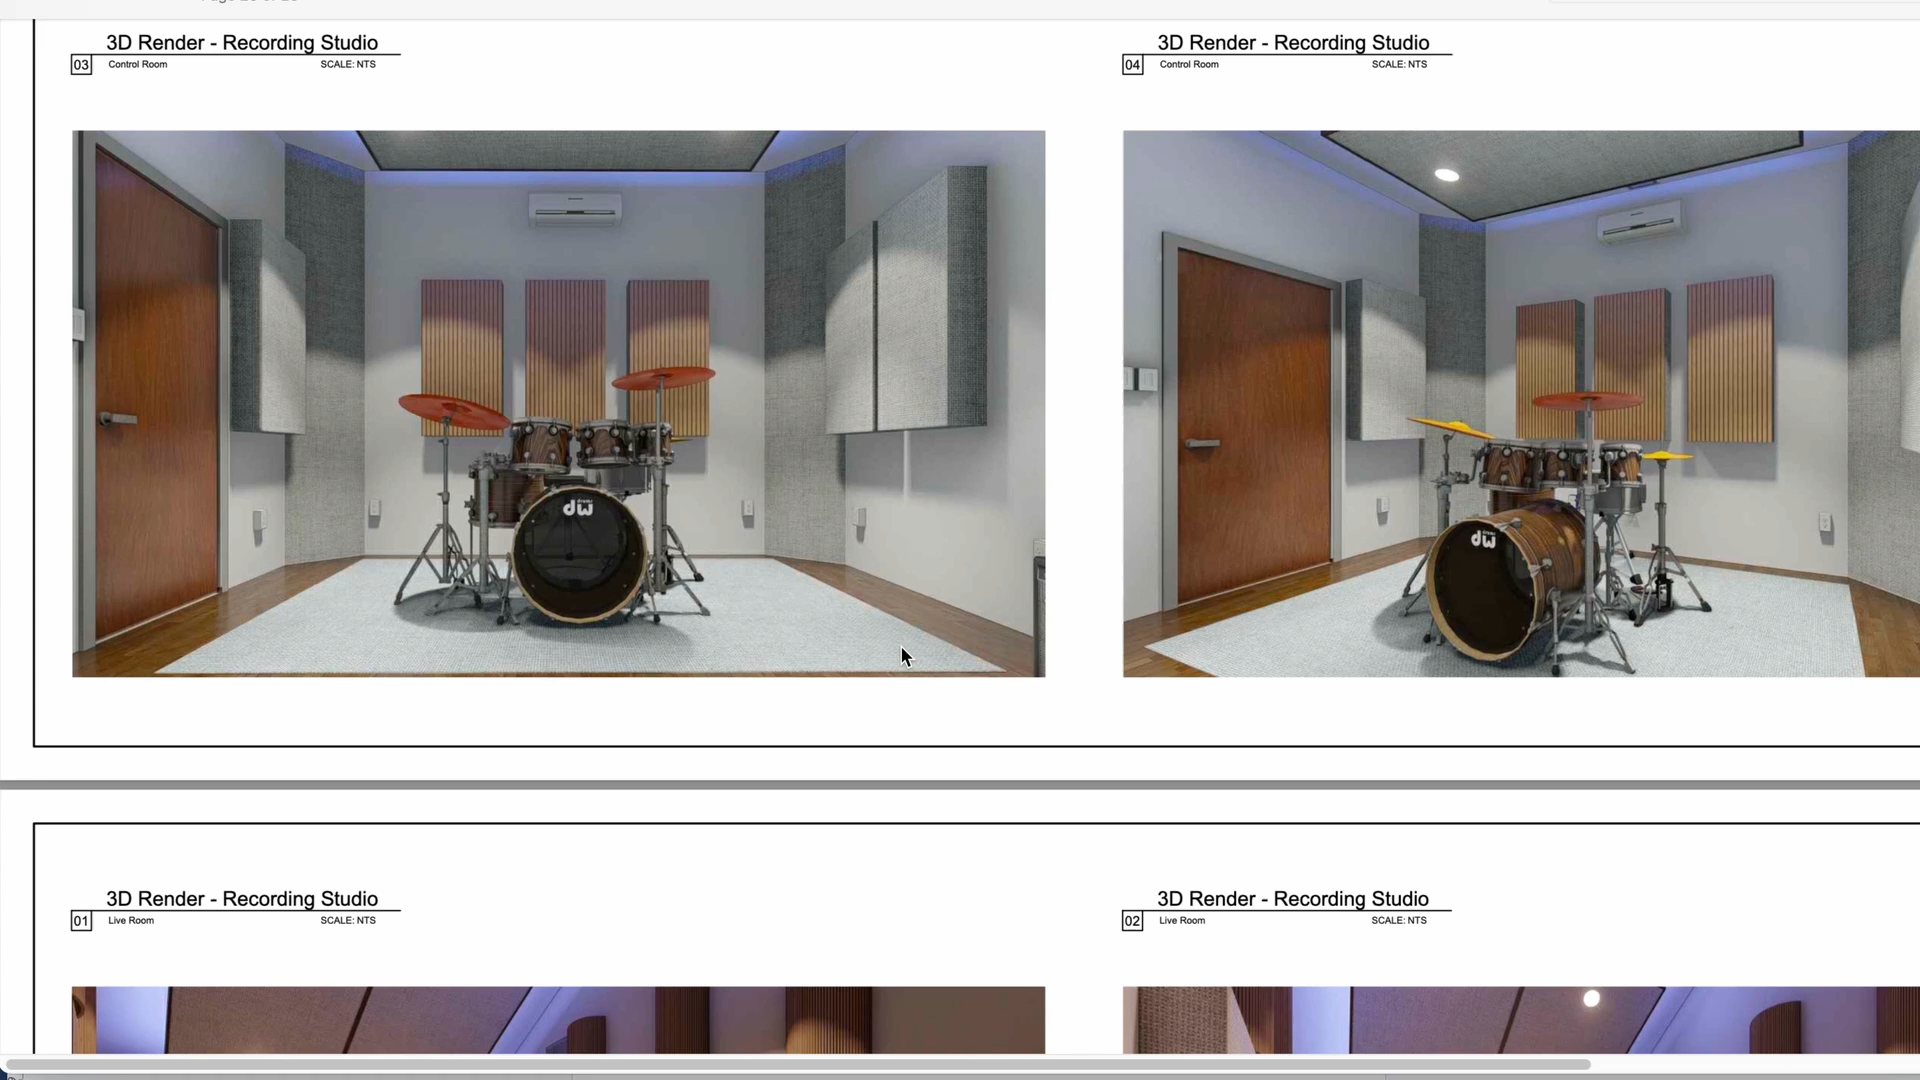 3D Render - Recording Studio
03 Control Room SCALE: NTS
3D Render - Recording Studio
04 Control Room SCALE: NTS
drums
dw
drums
dw
3D Render - Recording Studio
01 Live Room SCALE: NTS
3D Render - Recording Studio
02 Live Room SCALE: NTS